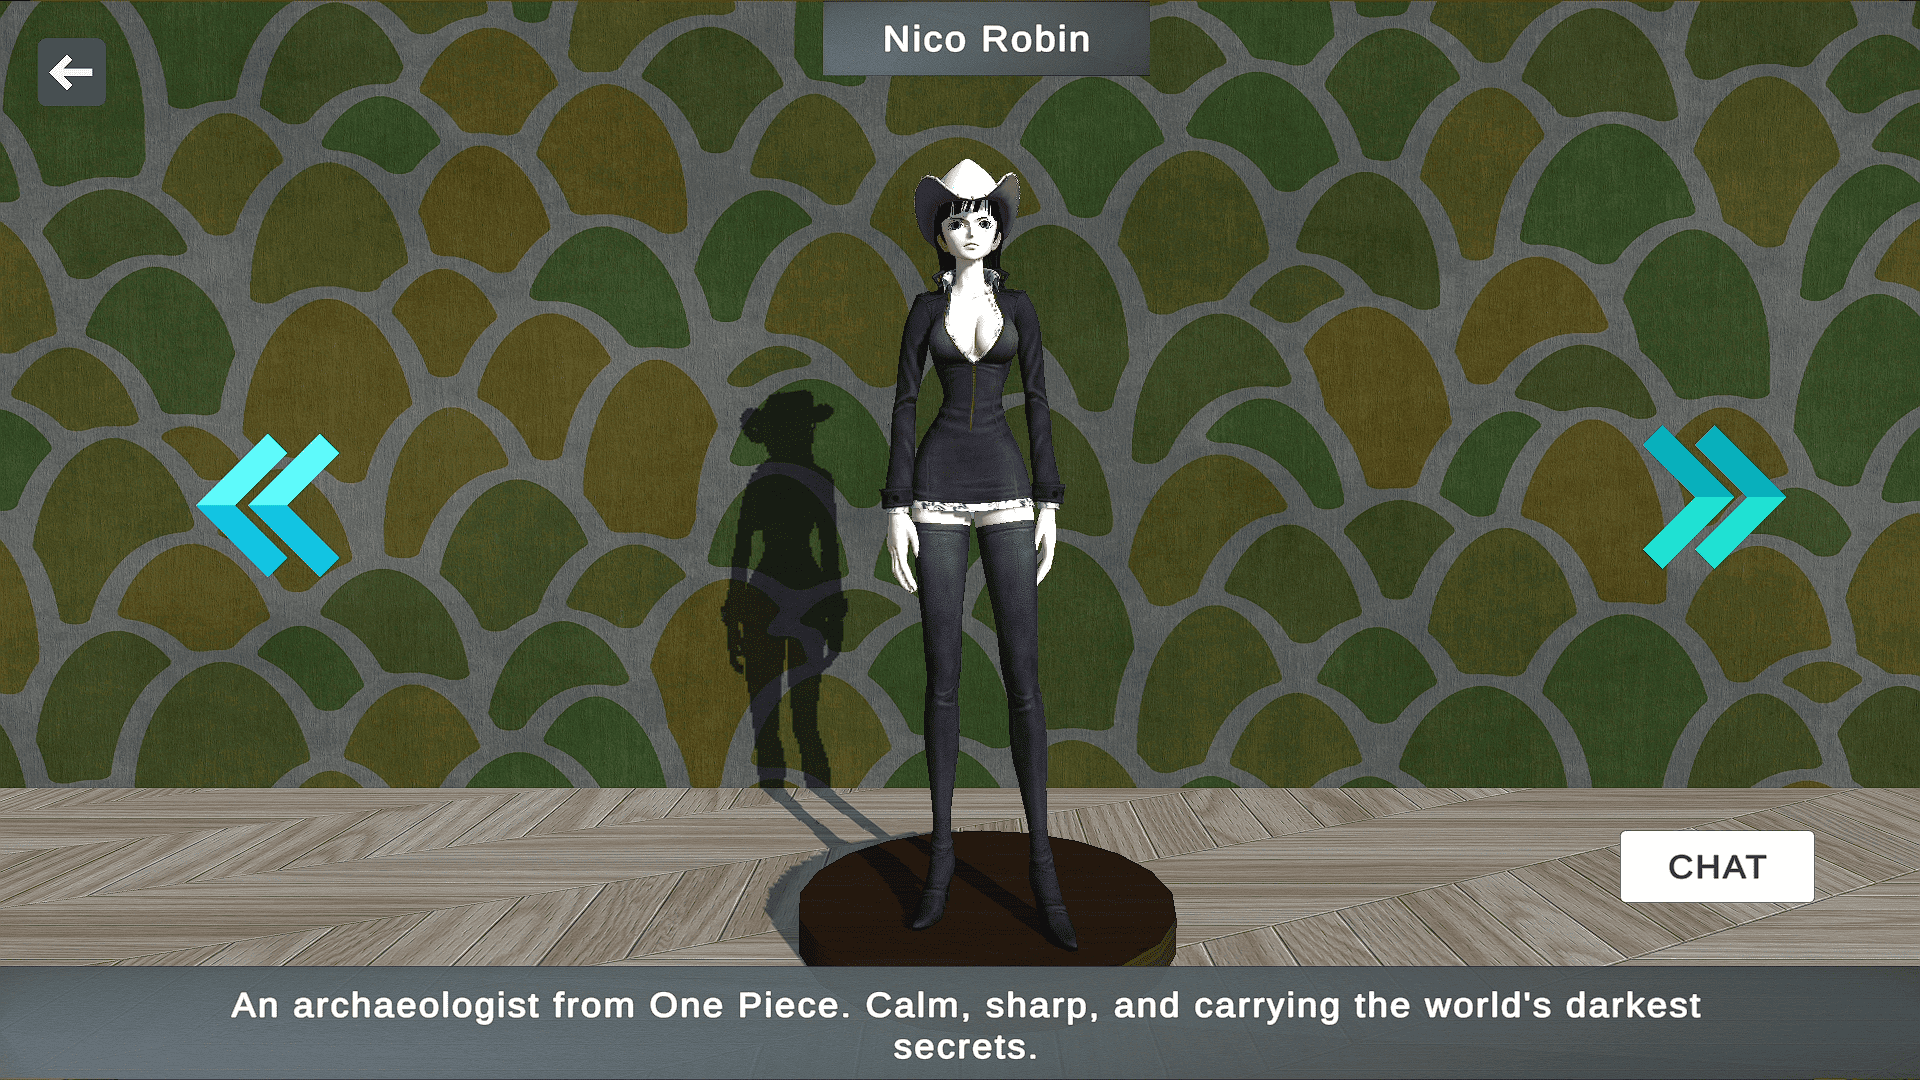 Nico Robin
CHAT
An archaeologist from One Piece. Calm, sharp, and carrying the world's darkest
secrets.